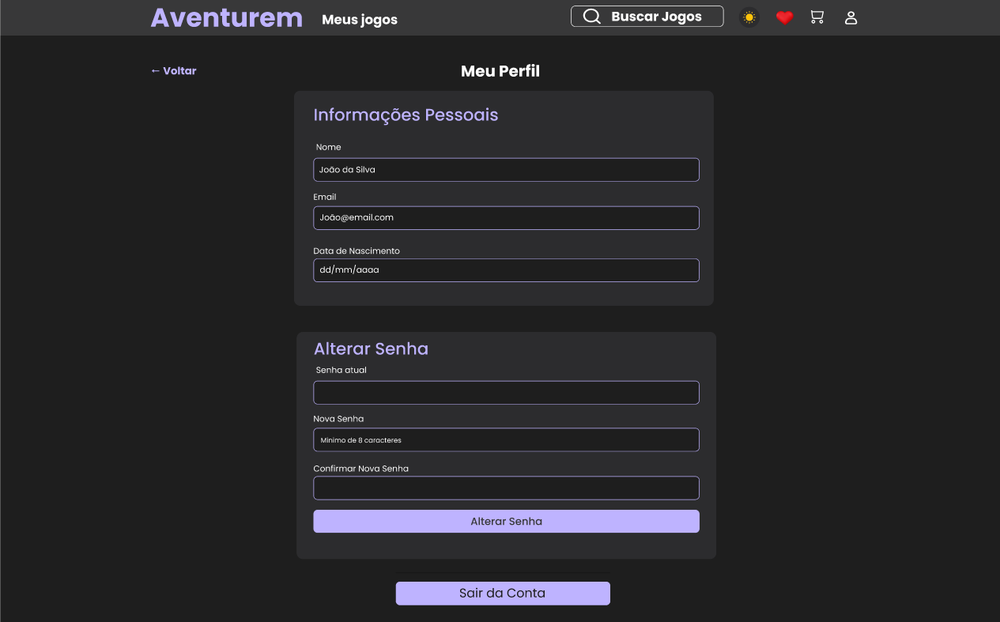 Aventurem
Meus jogos
Buscar Jogos
← Voltar
Meu Perfil
Informações Pessoais
Nome
João da Silva
Email
João@email.com
Data de Nascimento
dd/mm/aaaa
Alterar Senha
Senha atual
Nova Senha
Minimo de 8 caracteres
Confirmar Nova Senha
Alterar Senha
Sair da Conta